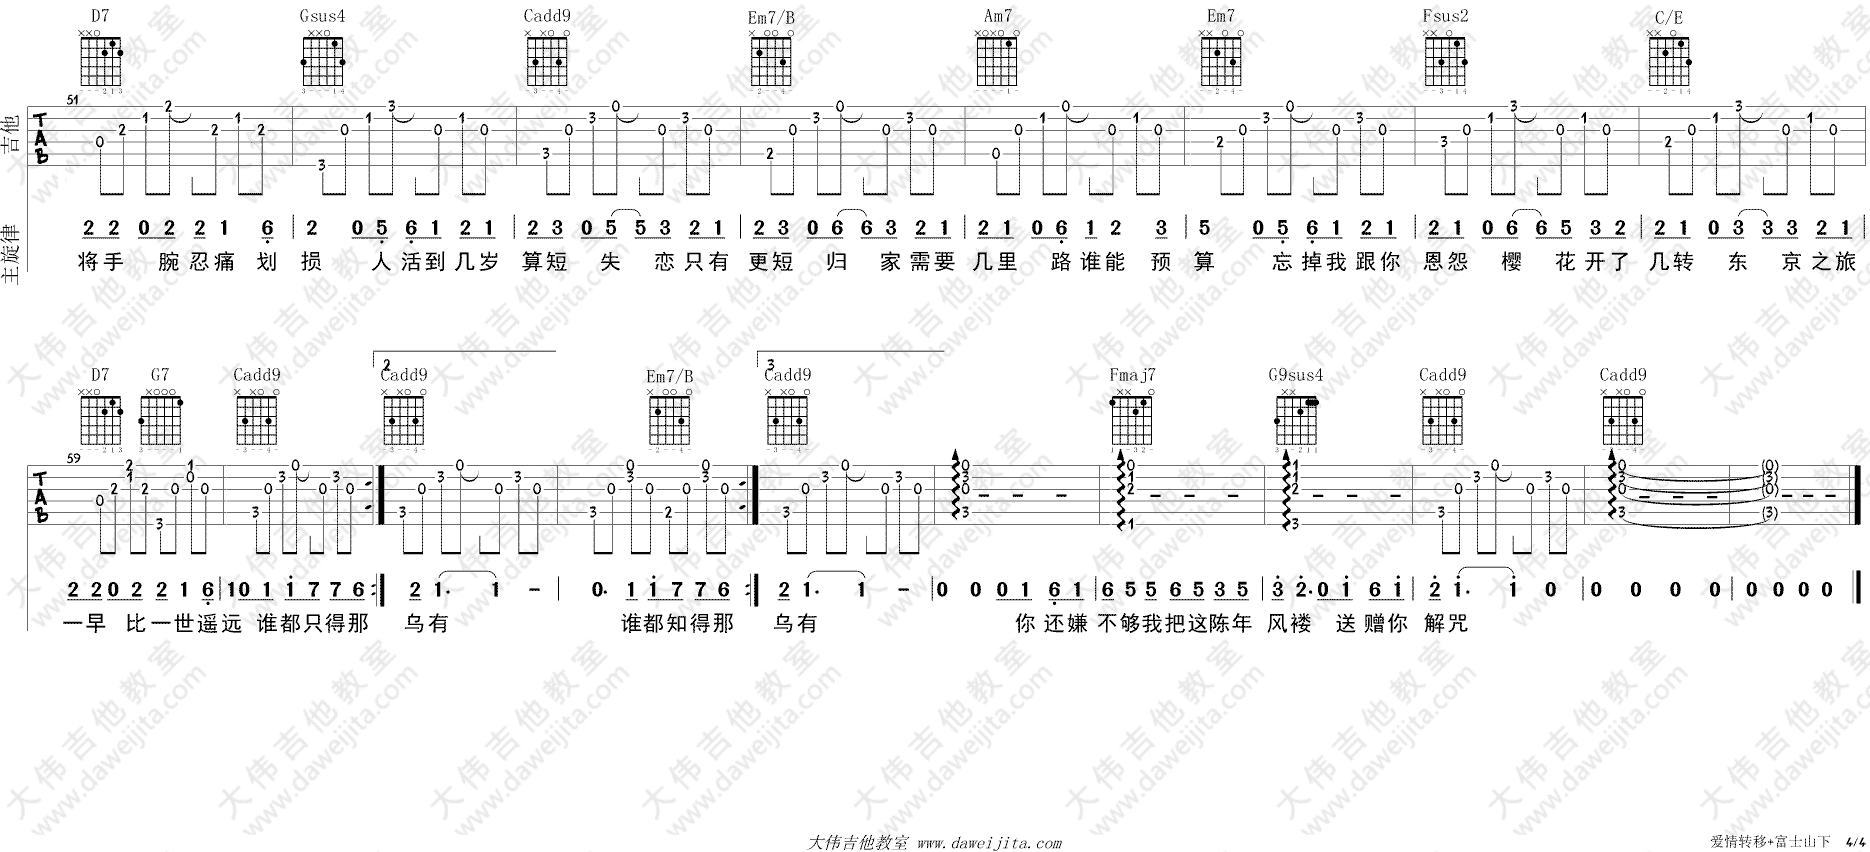 D7 Gsus4 Cadd9 Em7/B Am7 Em7 Fsus2 C/E
吉他
51
TAB
主旋律
2 2 0 2 2 1 6 | 2 0 5 6 1 2 1 | 2 3 0 5 5 3 2 1 | 2 3 0 6 6 3 2 1 | 2 1 0 6 1 2 3 | 5 0 5 6 1 2 1 | 2 1 0 6 6 5 3 2 | 2 1 0 3 3 3 2 1 |
将手 腕忍痛 划 损 人活到几岁 算短 失 恋只有 更短 归 家需要 几里 路谁能 预 算 忘掉我跟你 恩怨 樱 花开了 几转 东 京之旅
2 3
D7 G7 Cadd9 Cadd9 Em7/B Cadd9 Fmaj7 G9sus4 Cadd9 Cadd9
59
TAB
2 2 0 2 2 1 6 | 1 0 1 1 7 7 6 :| 2 1. 1 - | 0. 1 1 7 7 6 :| 2 1. 1 - | 0 0 0 1 6 1 | 6 5 5 6 5 3 5 | 3 2. 0 1 6 1 | 2 1. 1 0 | 0 0 0 0 | 0 0 0 0 ‖
一早 比一世遥远 谁都只得那 乌有 谁都知得那 乌有 你 还嫌 不够我把这陈年 风褛 送 赠你 解咒
大伟吉他教室 www.daweijita.com
爱情转移+富士山下 4/4